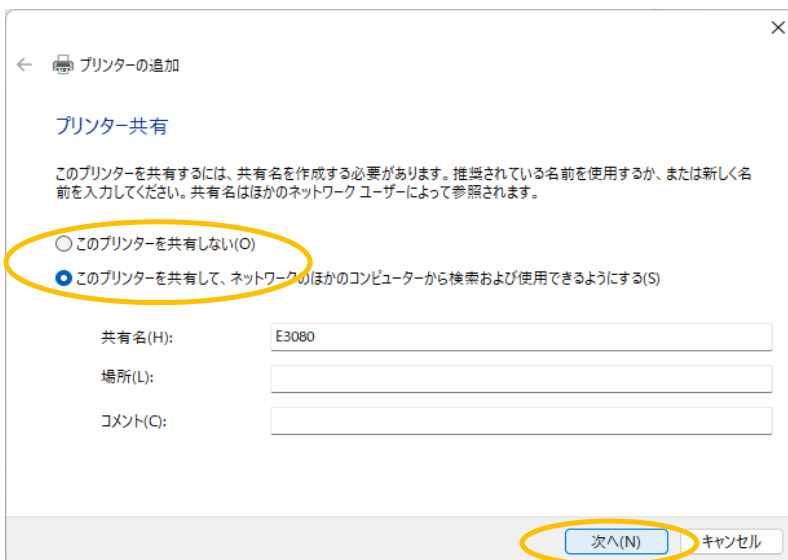 プリンターの追加
プリンター共有
このプリンターを共有するには、共有名を作成する必要があります。推奨されている名前を使用するか、または新しく名
前を入力してください。共有名はほかのネットワーク ユーザーによって参照されます。
このプリンターを共有しない(O)
このプリンターを共有して、ネットワークのほかのコンピューターから検索および使用できるようにする(S)
共有名(H): E3080
場所(L):
コメント(C):
次へ(N) キャンセル